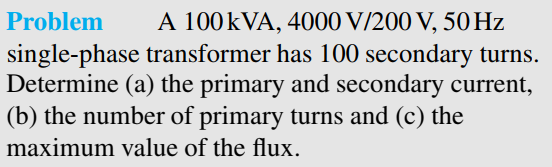 Problem A 100 kVA, 4000 V/200 V, 50 Hz
single-phase transformer has 100 secondary turns.
Determine (a) the primary and secondary current,
(b) the number of primary turns and (c) the
maximum value of the flux.